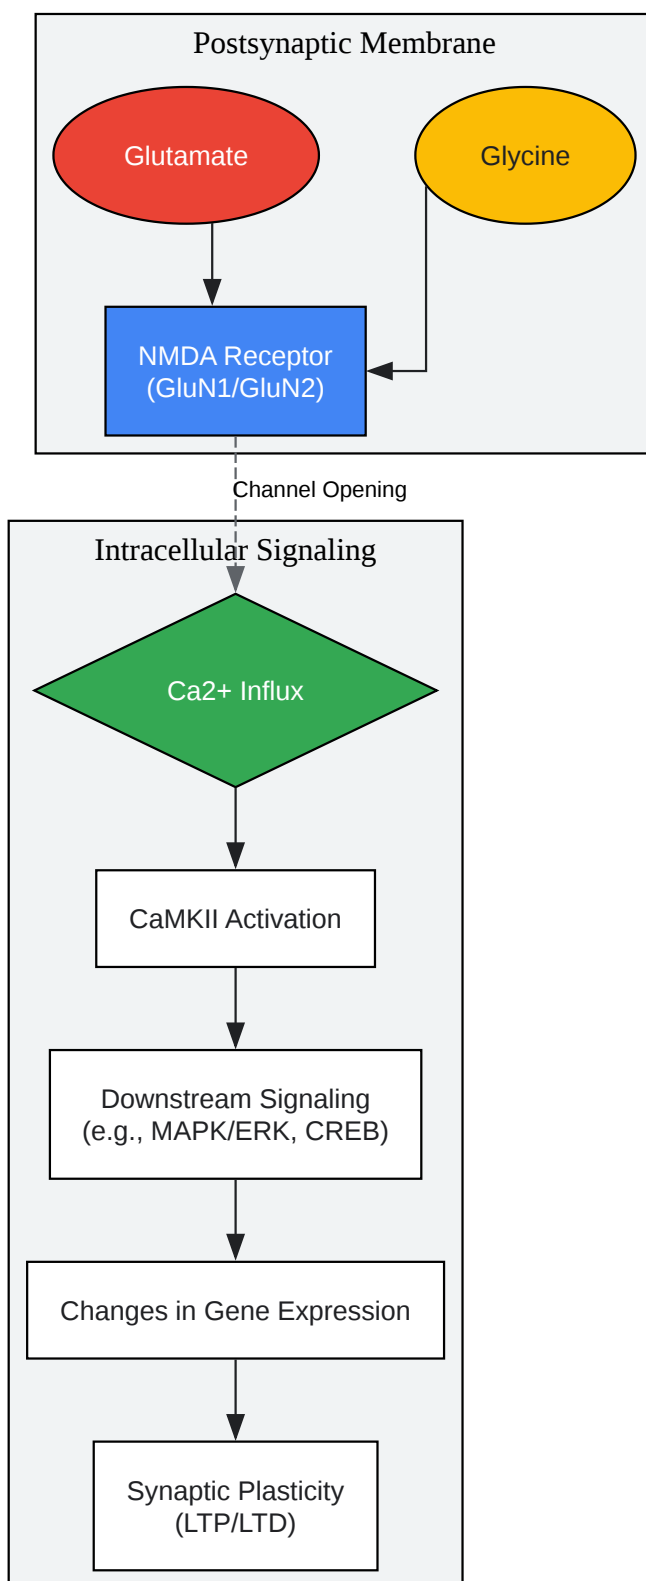 Postsynaptic Membrane
Glutamate
Glycine
NMDA Receptor
(GluN1/GluN2)
Channel Opening
Intracellular Signaling
Ca2+ Influx
CaMKII Activation
Downstream Signaling
(e.g., MAPK/ERK, CREB)
Changes in Gene Expression
Synaptic Plasticity
(LTP/LTD)